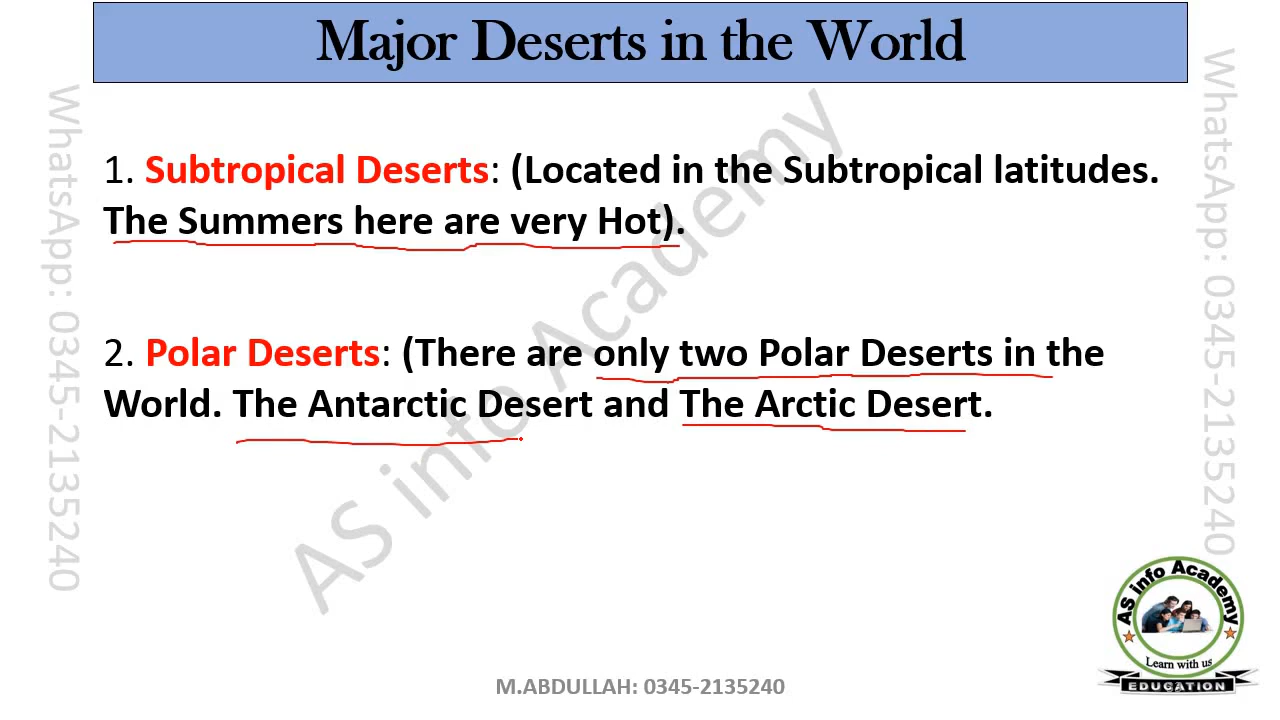 Major Deserts in the World
1. Subtropical Deserts: (Located in the Subtropical latitudes.
The Summers here are very Hot).
2. Polar Deserts: (There are only two Polar Deserts in the
World. The Antarctic Desert and The Arctic Desert.
AS info Academy
WhatsApp: 0345-2135240
WhatsApp: 0345-2135240
AS info Academy
Learn with us
EDUCATION
M.ABDULLAH: 0345-2135240